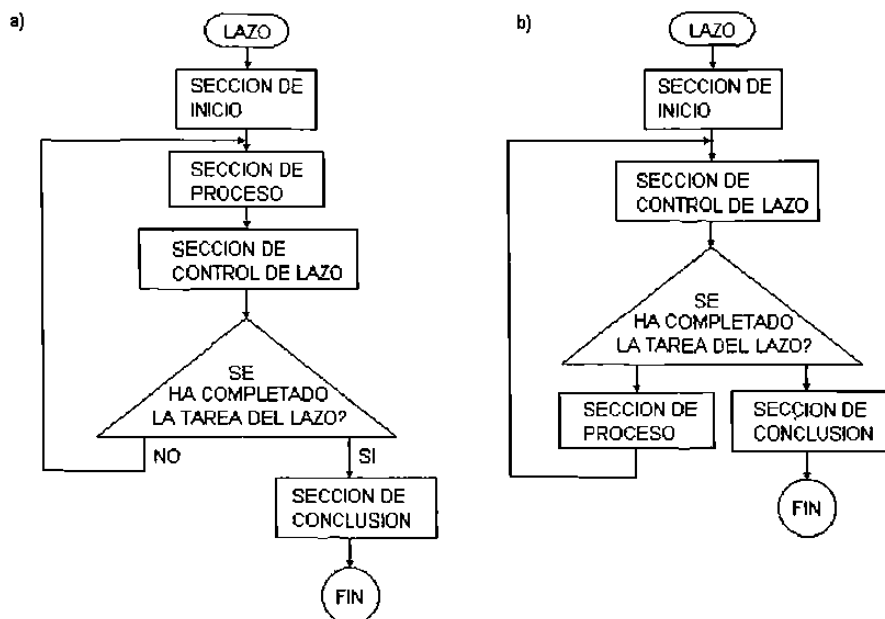 a)
LAZO
SECCION DE
INICIO
SECCION DE
PROCESO
SECCION DE
CONTROL DE LAZO
SE
HA COMPLETADO
LA TAREA DEL LAZO?
NO
SI
SECCION DE
CONCLUSION
FIN
b)
LAZO
SECCION DE
INICIO
SECCION DE
CONTROL DE LAZO
SE
HA COMPLETADO
LA TAREA DEL LAZO?
SECCION DE
PROCESO
SECCION DE
CONCLUSION
FIN